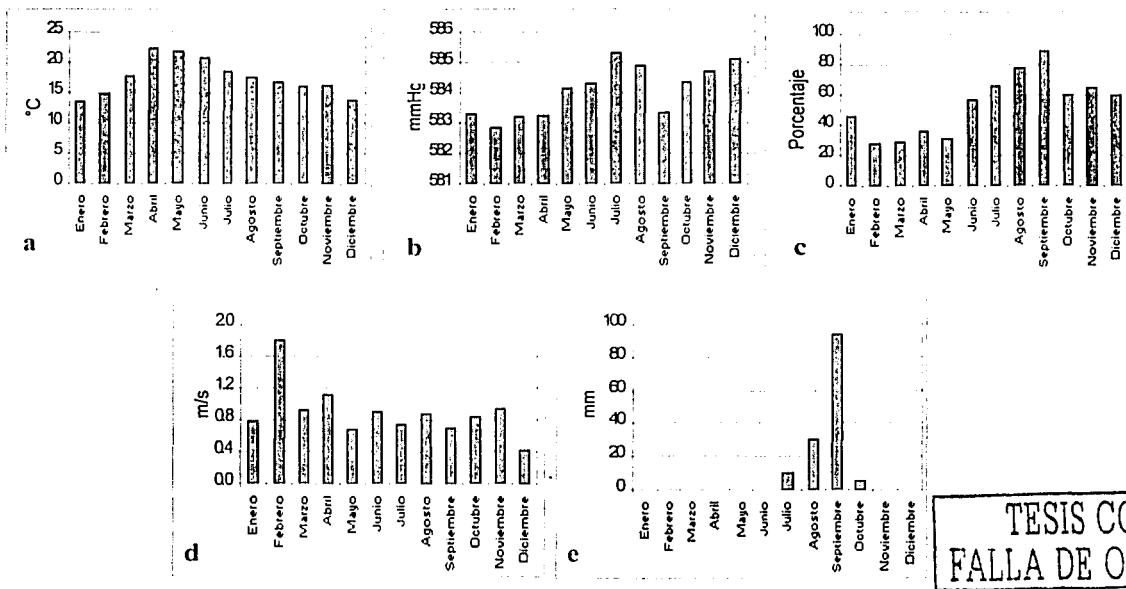 25
20
15
10
5
0
°C
Enero
Febrero
Marzo
Abril
Mayo
Junio
Julio
Agosto
Septiembre
Octubre
Noviembre
Diciembre
a
586
585
584
583
582
581
mmHg
Enero
Febrero
Marzo
Abril
Mayo
Junio
Julio
Agosto
Septiembre
Octubre
Noviembre
Diciembre
b
100
80
60
40
20
0
Porcentaje
Enero
Febrero
Marzo
Abril
Mayo
Junio
Julio
Agosto
Septiembre
Octubre
Noviembre
Diciembre
c
2.0
1.6
1.2
0.8
0.4
0.0
m/s
Enero
Febrero
Marzo
Abril
Mayo
Junio
Julio
Agosto
Septiembre
Octubre
Noviembre
Diciembre
d
100
80
60
40
20
0
mm
Enero
Febrero
Marzo
Abril
Mayo
Junio
Julio
Agosto
Septiembre
Octubre
Noviembre
Diciembre
e
TESIS CO
FALLA DE O